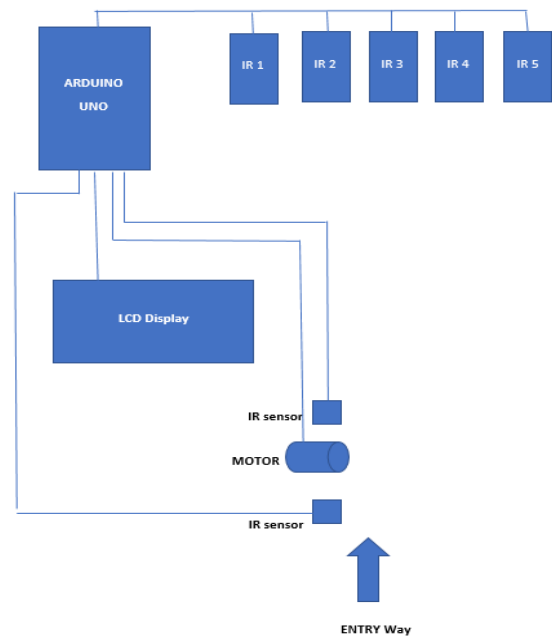 ARDUINO
UNO
IR 1
IR 2
IR 3
IR 4
IR 5
LCD Display
IR sensor
MOTOR
IR sensor
ENTRY Way